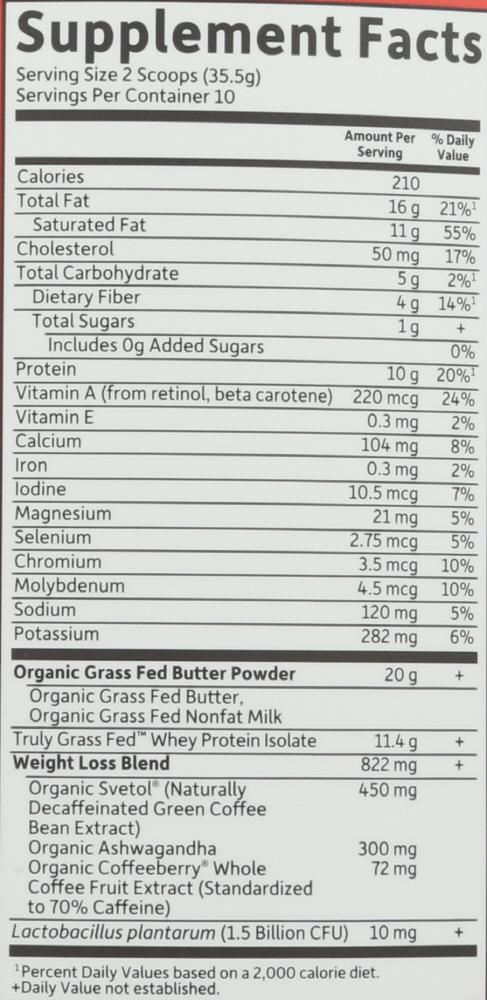 Supplement Facts
Serving Size 2 Scoops (35.5g)
Servings Per Container 10
Amount Per Serving % Daily Value
Calories 210
Total Fat 16 g 21%¹
Saturated Fat 11 g 55%
Cholesterol 50 mg 17%
Total Carbohydrate 5 g 2%¹
Dietary Fiber 4 g 14%¹
Total Sugars 1 g +
Includes 0g Added Sugars 0%
Protein 10 g 20%¹
Vitamin A (from retinol, beta carotene) 220 mcg 24%
Vitamin E 0.3 mg 2%
Calcium 104 mg 8%
Iron 0.3 mg 2%
Iodine 10.5 mcg 7%
Magnesium 21 mg 5%
Selenium 2.75 mcg 5%
Chromium 3.5 mcg 10%
Molybdenum 4.5 mcg 10%
Sodium 120 mg 5%
Potassium 282 mg 6%
Organic Grass Fed Butter Powder 20 g +
Organic Grass Fed Butter,
Organic Grass Fed Nonfat Milk
Truly Grass Fed™ Whey Protein Isolate 11.4 g +
Weight Loss Blend 822 mg +
Organic Svetol® (Naturally 450 mg
Decaffeinated Green Coffee
Bean Extract)
Organic Ashwagandha 300 mg
Organic Coffeeberry® Whole 72 mg
Coffee Fruit Extract (Standardized
to 70% Caffeine)
Lactobacillus plantarum (1.5 Billion CFU) 10 mg +
¹Percent Daily Values based on a 2,000 calorie diet.
+Daily Value not established.